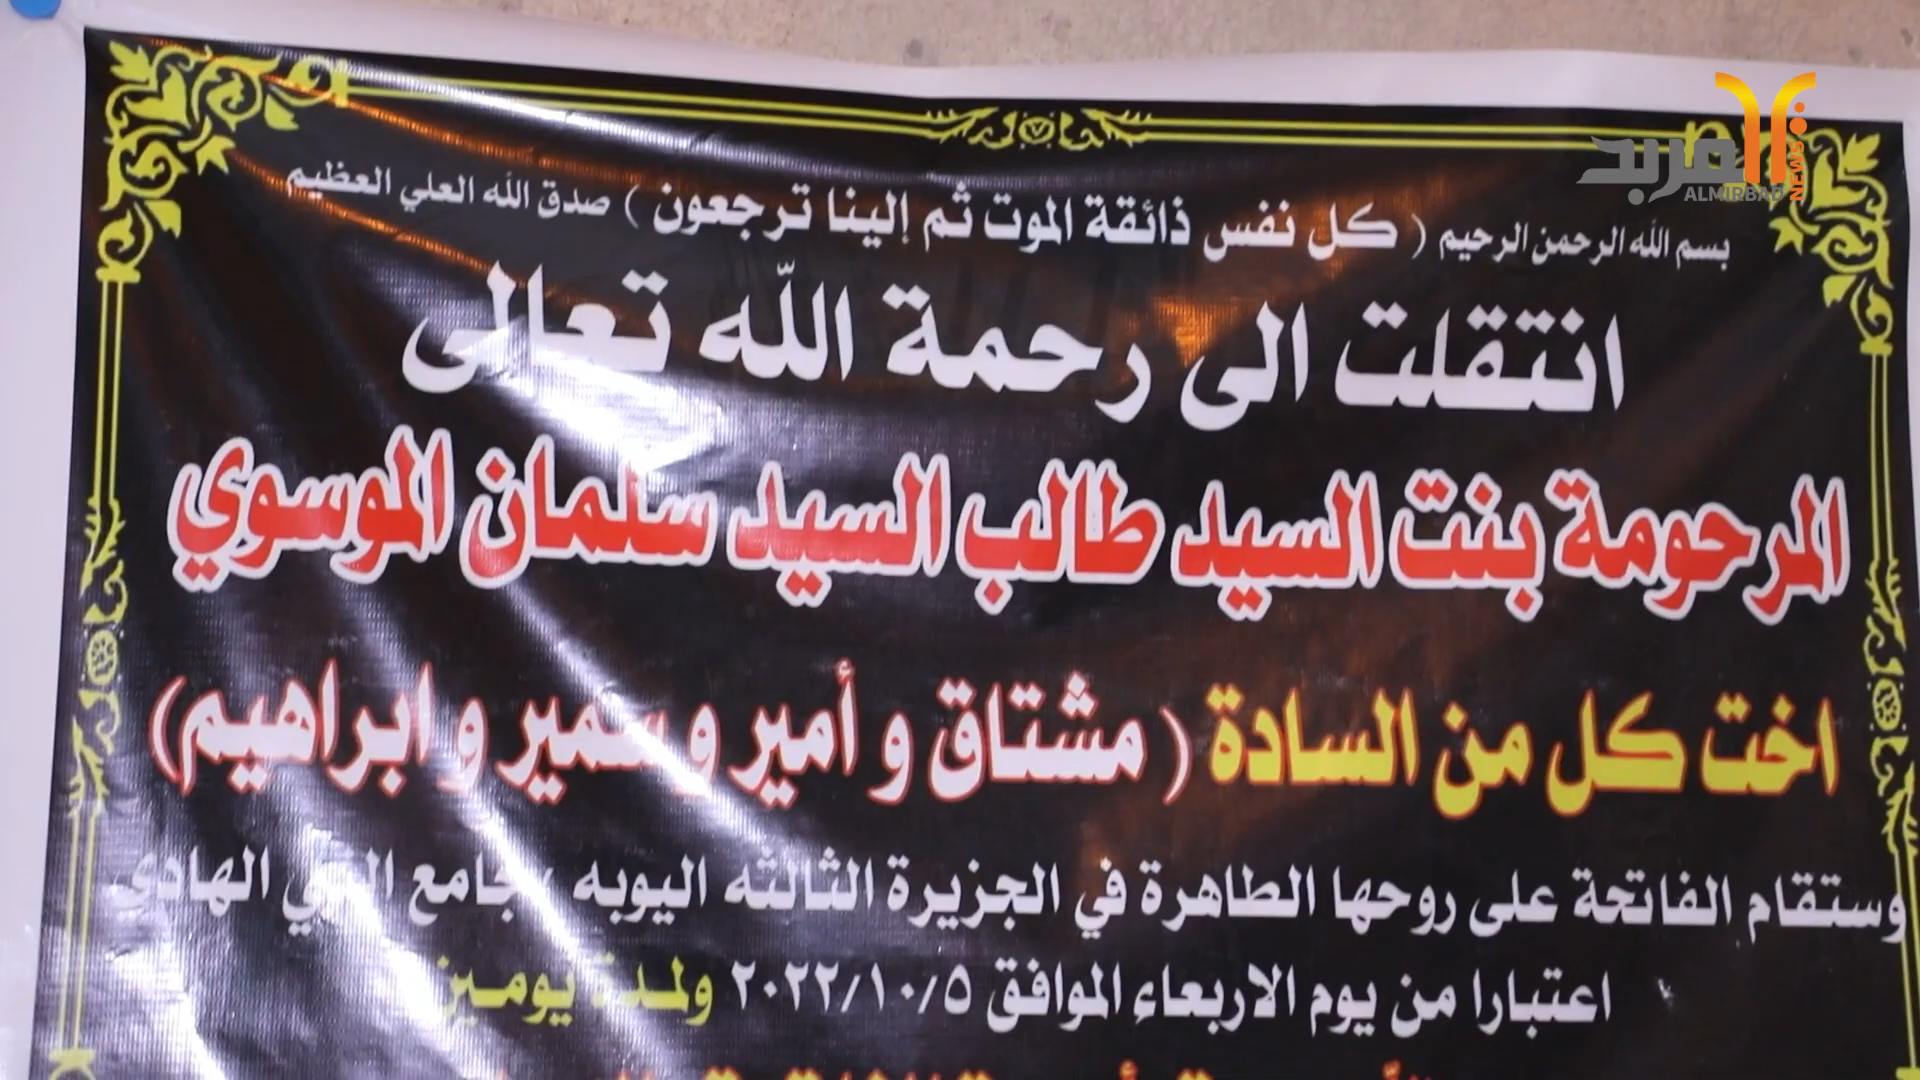 المربد
ALMIRBAD NEWS
بسم الله الرحمن الرحيم ( كل نفس ذائقة الموت ثم إلينا ترجعون ) صدق الله العلي العظيم
انتقلت الى رحمة الله تعالى
المرحومة بنت السيد طالب السيد سلمان الموسوي
اخت كل من السادة ( مشتاق و أمير و سمير و ابراهيم)
وستقام الفاتحة على روحها الطاهرة في الجزيرة الثالثه اليوبه / جامع النبي الهادي
اعتبارا من يوم الاربعاء الموافق ٢٠٢٢/١٠/٥ ولمدة يومين